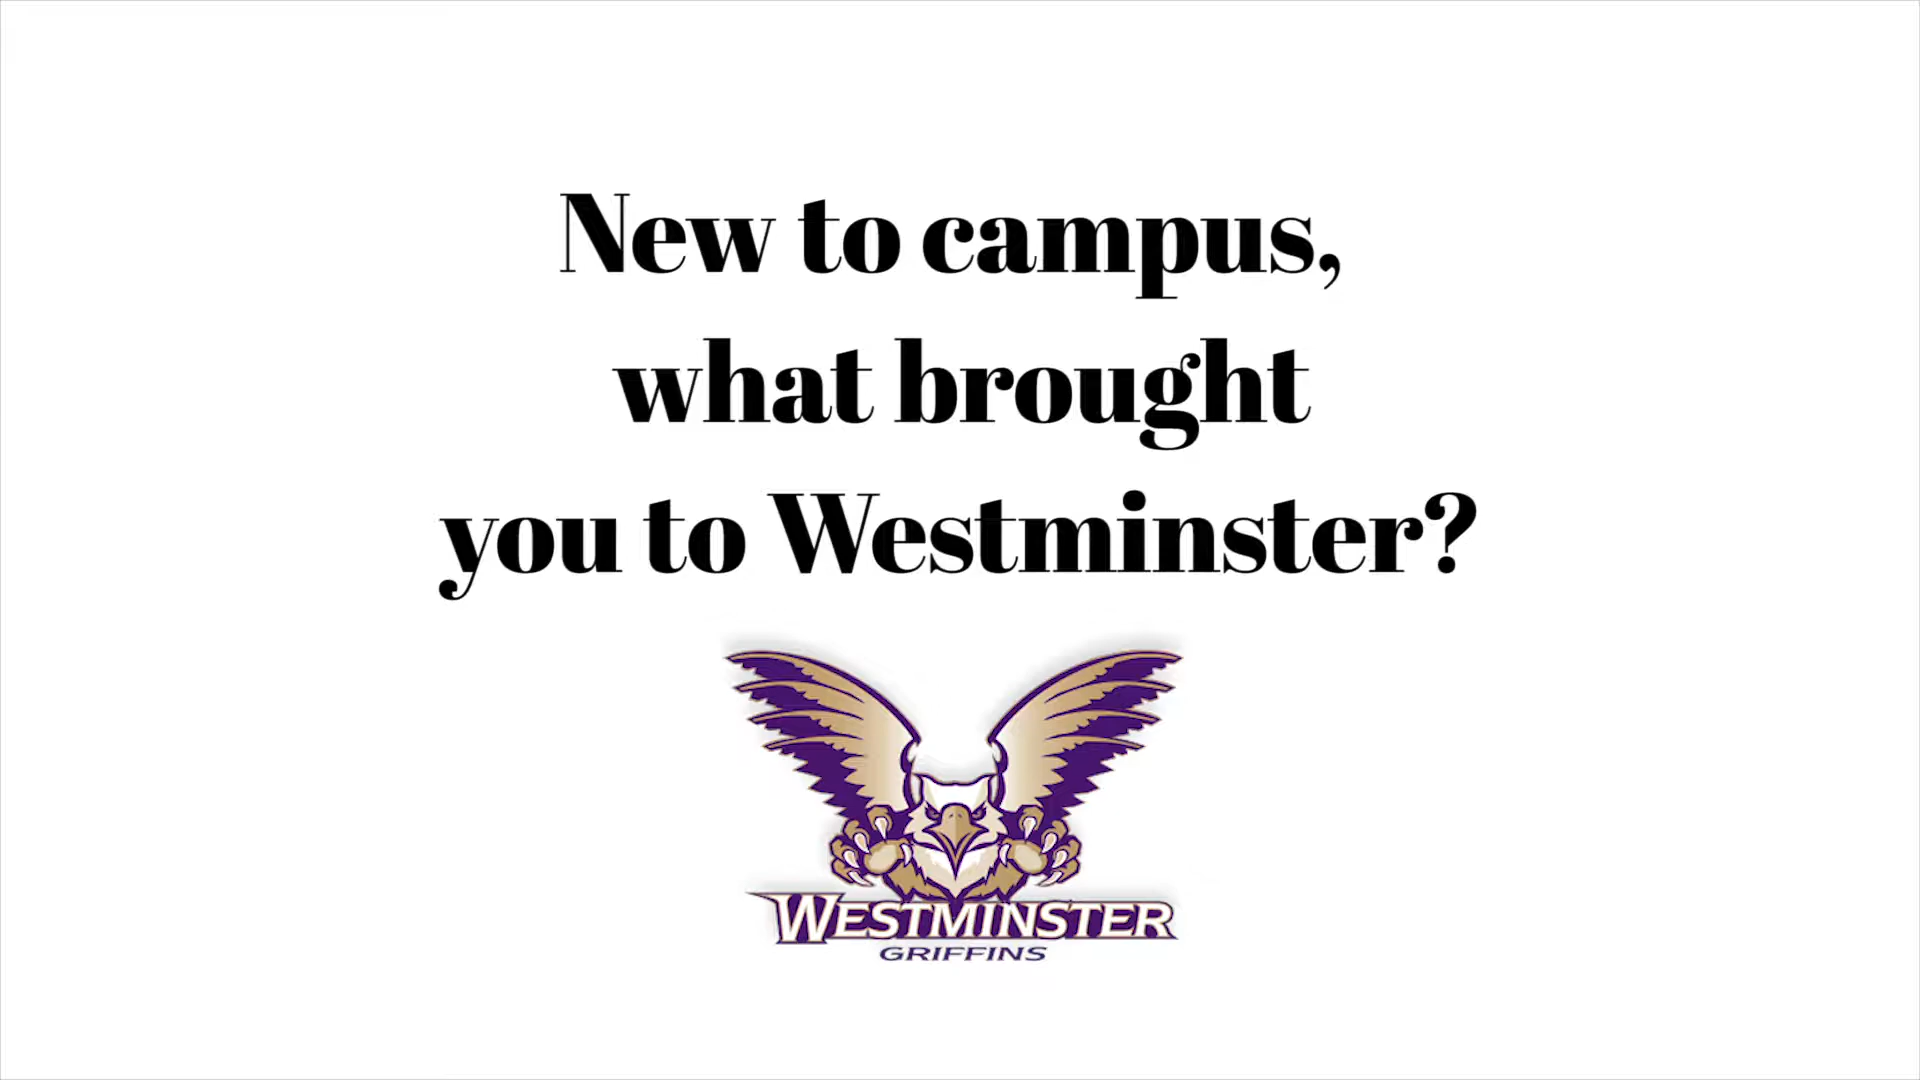 New to campus,
what brought
you to Westminster?
WESTMINSTER
GRIFFINS